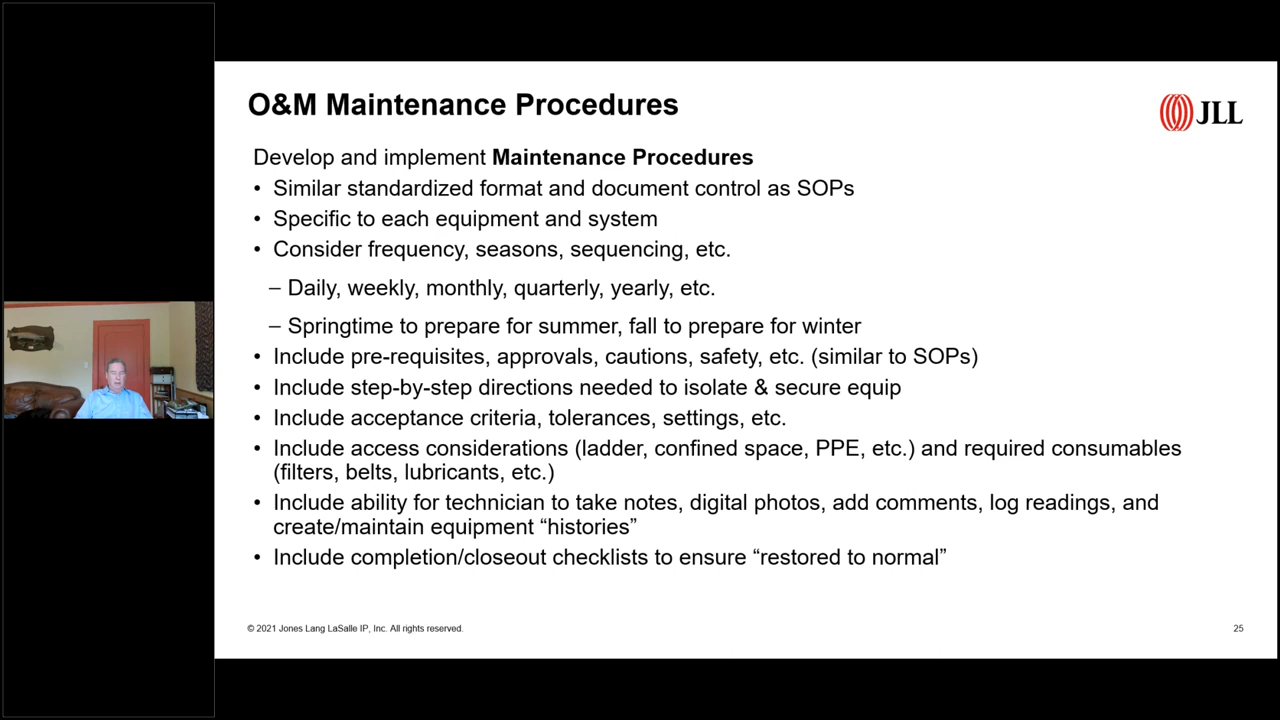 O&M Maintenance Procedures
JLL
Develop and implement Maintenance Procedures
• Similar standardized format and document control as SOPs
• Specific to each equipment and system
• Consider frequency, seasons, sequencing, etc.
– Daily, weekly, monthly, quarterly, yearly, etc.
– Springtime to prepare for summer, fall to prepare for winter
• Include pre-requisites, approvals, cautions, safety, etc. (similar to SOPs)
• Include step-by-step directions needed to isolate & secure equip
• Include acceptance criteria, tolerances, settings, etc.
• Include access considerations (ladder, confined space, PPE, etc.) and required consumables
(filters, belts, lubricants, etc.)
• Include ability for technician to take notes, digital photos, add comments, log readings, and
create/maintain equipment “histories”
• Include completion/closeout checklists to ensure “restored to normal”
© 2021 Jones Lang LaSalle IP, Inc. All rights reserved.
25